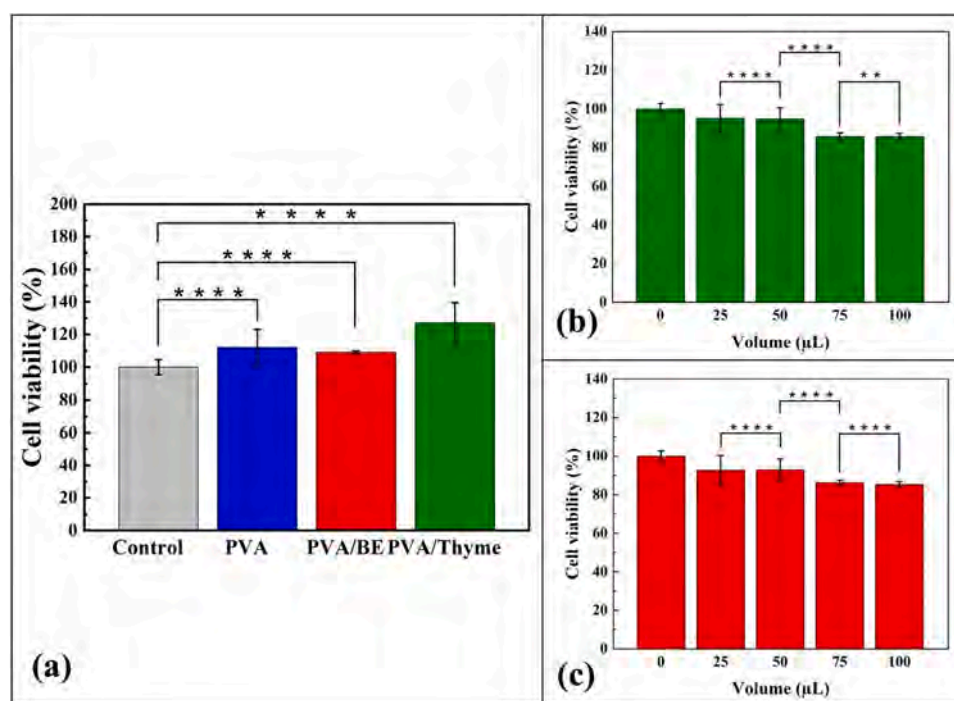 200
180
160
140
120
100
80
60
40
20
0
Cell viability (%)
* * * *
* * * *
* * * *
Control PVA PVA/BE PVA/Thyme
(a)
140
120
100
80
60
40
20
0
Cell viability (%)
* * * *
* * * *
* *
0 25 50 75 100
Volume (μL)
(b)
140
120
100
80
60
40
20
0
Cell viability (%)
* * * *
* * * *
* * * *
0 25 50 75 100
Volume (μL)
(c)